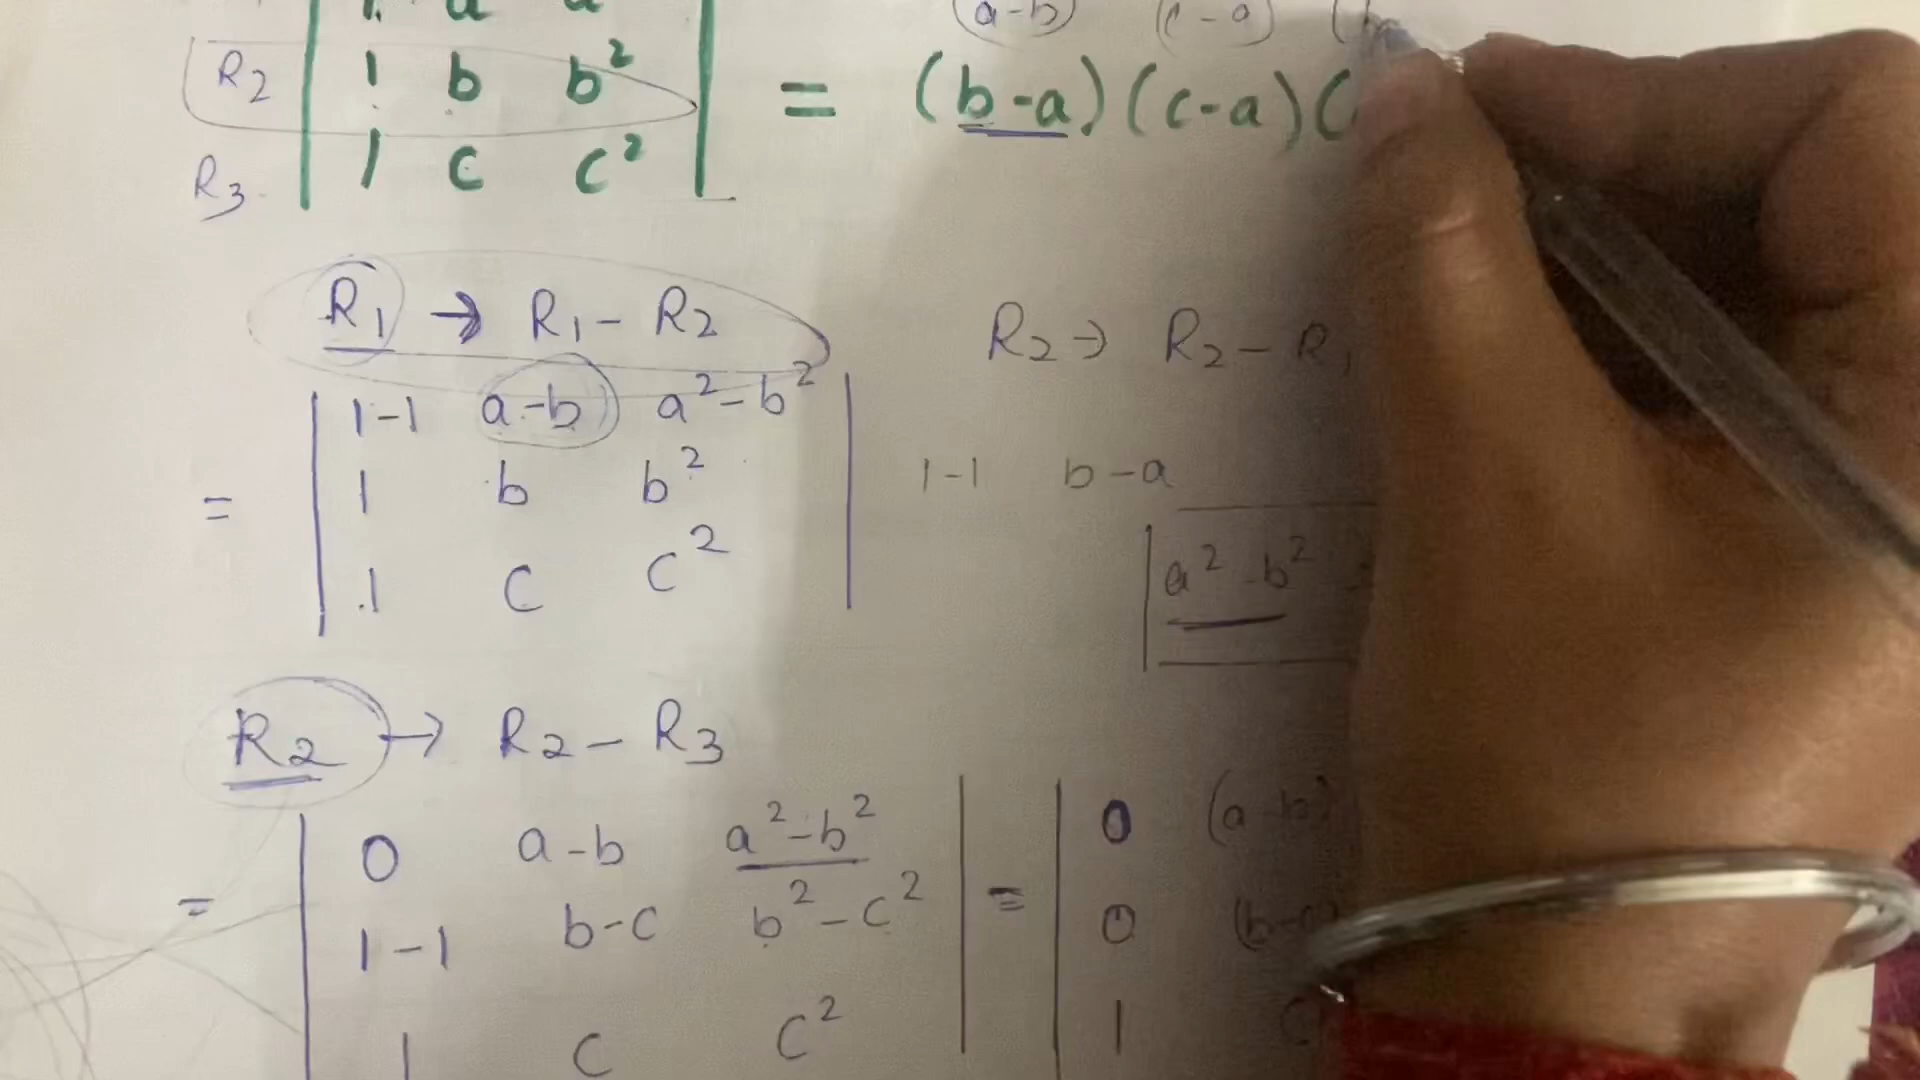 1 a a
(a-b) (c-a) (
R2 1 b b² = (b-a)(c-a)(
R3. 1 c c²
R1 → R1 - R2
R2 → R2 - R1
1-1 a-b a²-b²
= 1 b b² 1-1 b-a
1 c c² a²-b²
R2 → R2 - R3
0 a-b a²-b² 0 (a-b)
= 1-1 b-c b²-c² = 0 (b-c)
1 c c² 1 c